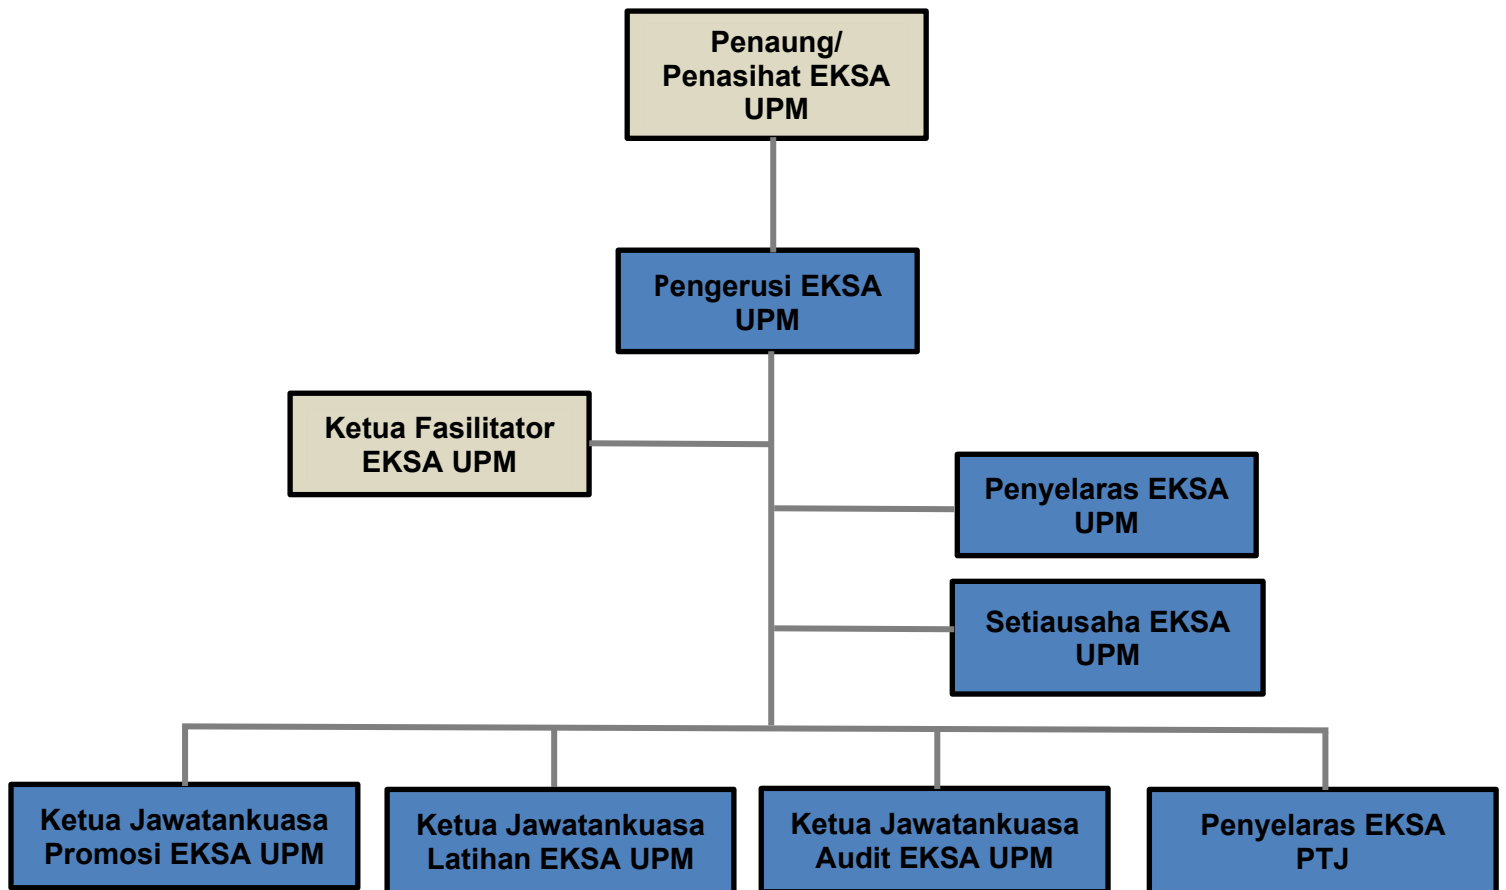 Penaung/
Penasihat EKSA
UPM
Pengerusi EKSA
UPM
Ketua Fasilitator
EKSA UPM
Penyelaras EKSA
UPM
Setiausaha EKSA
UPM
Ketua Jawatankuasa
Promosi EKSA UPM
Ketua Jawatankuasa
Latihan EKSA UPM
Ketua Jawatankuasa
Audit EKSA UPM
Penyelaras EKSA
PTJ